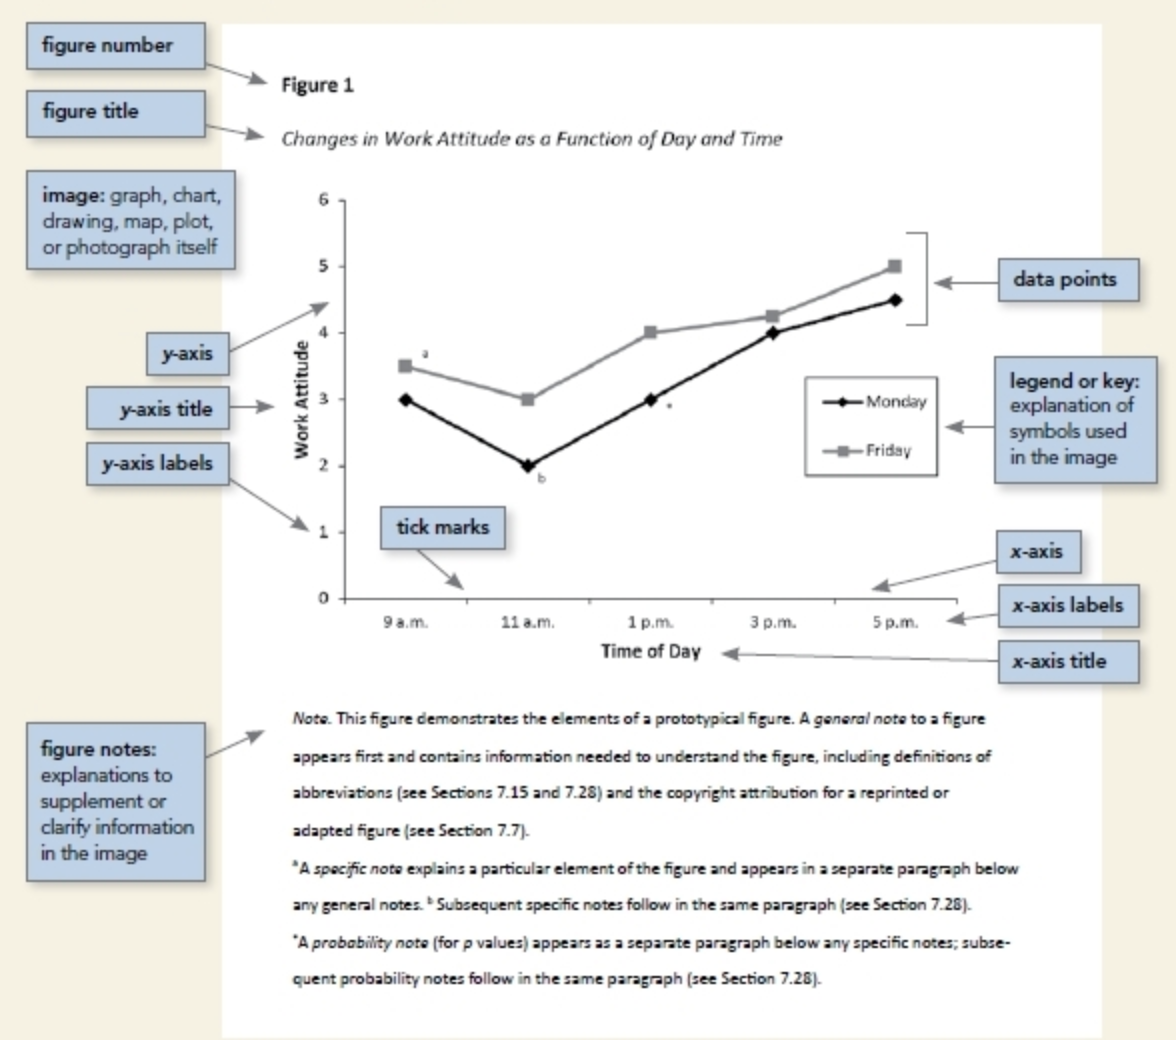 figure number
Figure 1
figure title
Changes in Work Attitude as a Function of Day and Time
image: graph, chart,
drawing, map, plot,
or photograph itself
6
5
4
3
2
1
0
Work Attitude
y-axis
y-axis title
y-axis labels
a
b
*
tick marks
data points
Monday
Friday
legend or key:
explanation of
symbols used
in the image
x-axis
x-axis labels
x-axis title
9 a.m. 11 a.m. 1 p.m. 3 p.m. 5 p.m.
Time of Day
figure notes:
explanations to
supplement or
clarify information
in the image
Note. This figure demonstrates the elements of a prototypical figure. A general note to a figure
appears first and contains information needed to understand the figure, including definitions of
abbreviations (see Sections 7.15 and 7.28) and the copyright attribution for a reprinted or
adapted figure (see Section 7.7).
ᵃA specific note explains a particular element of the figure and appears in a separate paragraph below
any general notes. ᵇ Subsequent specific notes follow in the same paragraph (see Section 7.28).
*A probability note (for p values) appears as a separate paragraph below any specific notes; subse-
quent probability notes follow in the same paragraph (see Section 7.28).